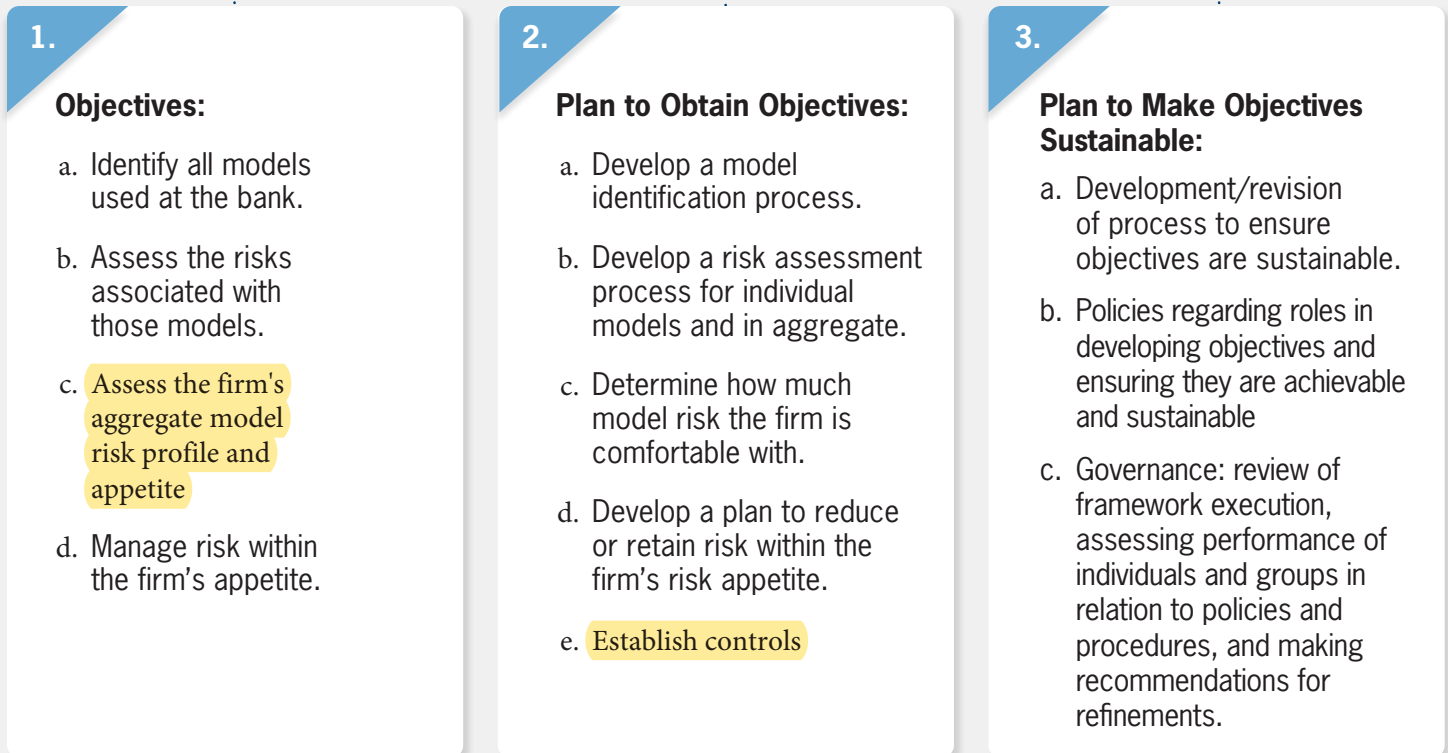 1.
Objectives:
a. Identify all models
used at the bank.
b. Assess the risks
associated with
those models.
c. Assess the firm's
aggregate model
risk profile and
appetite
d. Manage risk within
the firm’s appetite.
2.
Plan to Obtain Objectives:
a. Develop a model
identification process.
b. Develop a risk assessment
process for individual
models and in aggregate.
c. Determine how much
model risk the firm is
comfortable with.
d. Develop a plan to reduce
or retain risk within the
firm’s risk appetite.
e. Establish controls
3.
Plan to Make Objectives
Sustainable:
a. Development/revision
of process to ensure
objectives are sustainable.
b. Policies regarding roles in
developing objectives and
ensuring they are achievable
and sustainable
c. Governance: review of
framework execution,
assessing performance of
individuals and groups in
relation to policies and
procedures, and making
recommendations for
refinements.